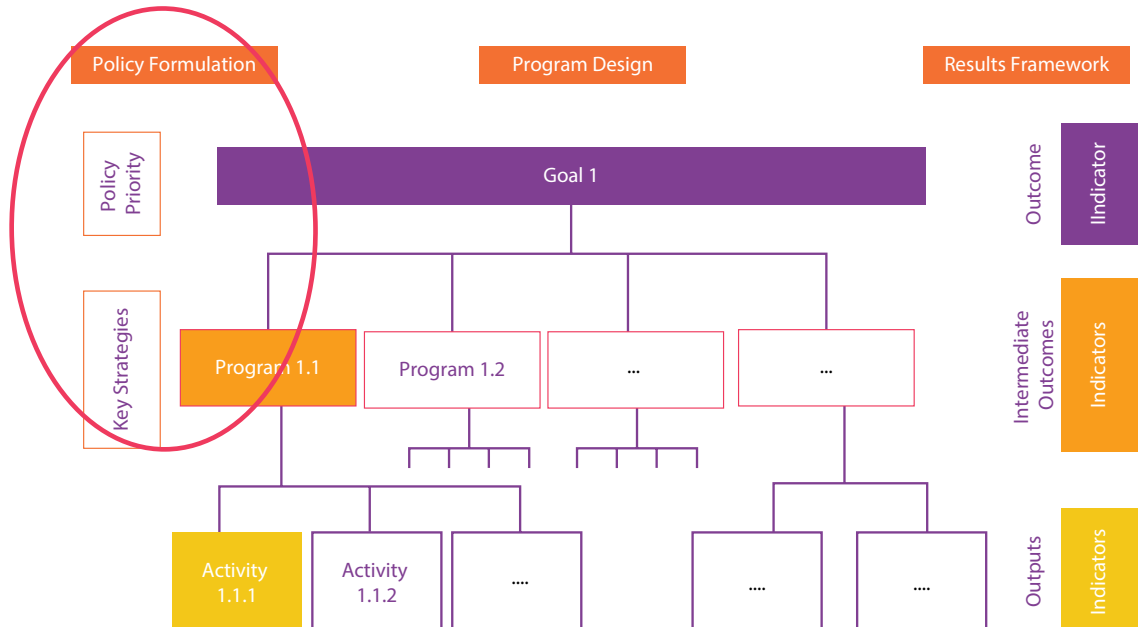 Policy Formulation
Program Design
Results Framework
Policy
Priority
Goal 1
Outcome
IIndicator
Key Strategies
Program 1.1
Program 1.2
...
...
Intermediate
Outcomes
Indicators
Activity
1.1.1
Activity
1.1.2
....
....
....
Outputs
Indicators